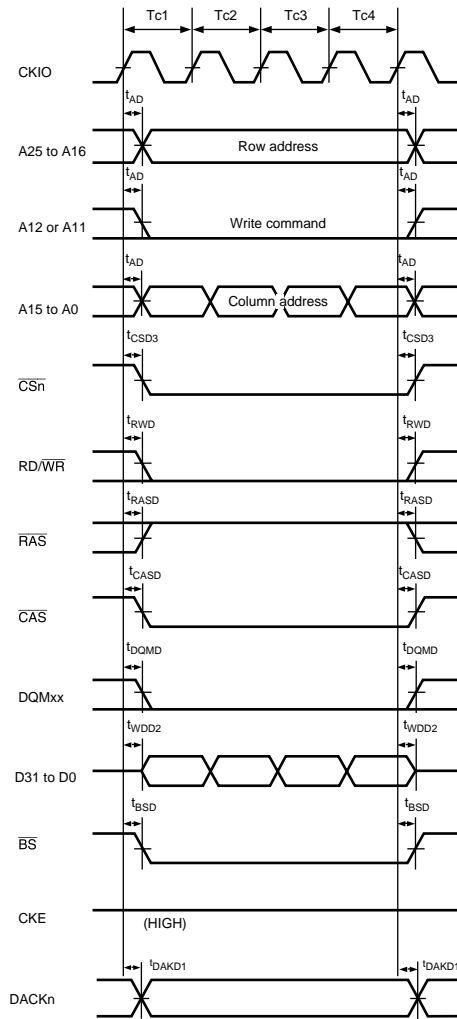 Tc1 Tc2 Tc3 Tc4
CKIO
tAD tAD
A25 to A16 Row address
tAD tAD
A12 or A11 Write command
tAD tAD
A15 to A0 Column address
tCSD3 tCSD3
CSn
tRWD tRWD
RD/WR
tRASD tRASD
RAS
tCASD tCASD
CAS
tDQMD tDQMD
DQMxx
tWDD2 tWDD2
D31 to D0
tBSD tBSD
BS
CKE
(HIGH)
tDAKD1 tDAKD1
DACKn